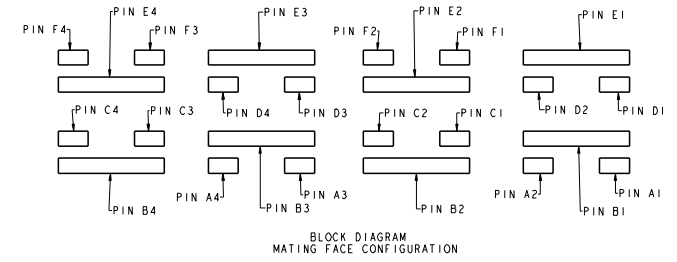 PIN E4
PIN E3
PIN E2
PIN E1
PIN F4
PIN F3
PIN F2
PIN F1
PIN C4
PIN C3
PIN D4
PIN D3
PIN C2
PIN C1
PIN D2
PIN D1
PIN A4
PIN A3
PIN A2
PIN A1
PIN B4
PIN B3
PIN B2
PIN B1
BLOCK DIAGRAM
MATING FACE CONFIGURATION